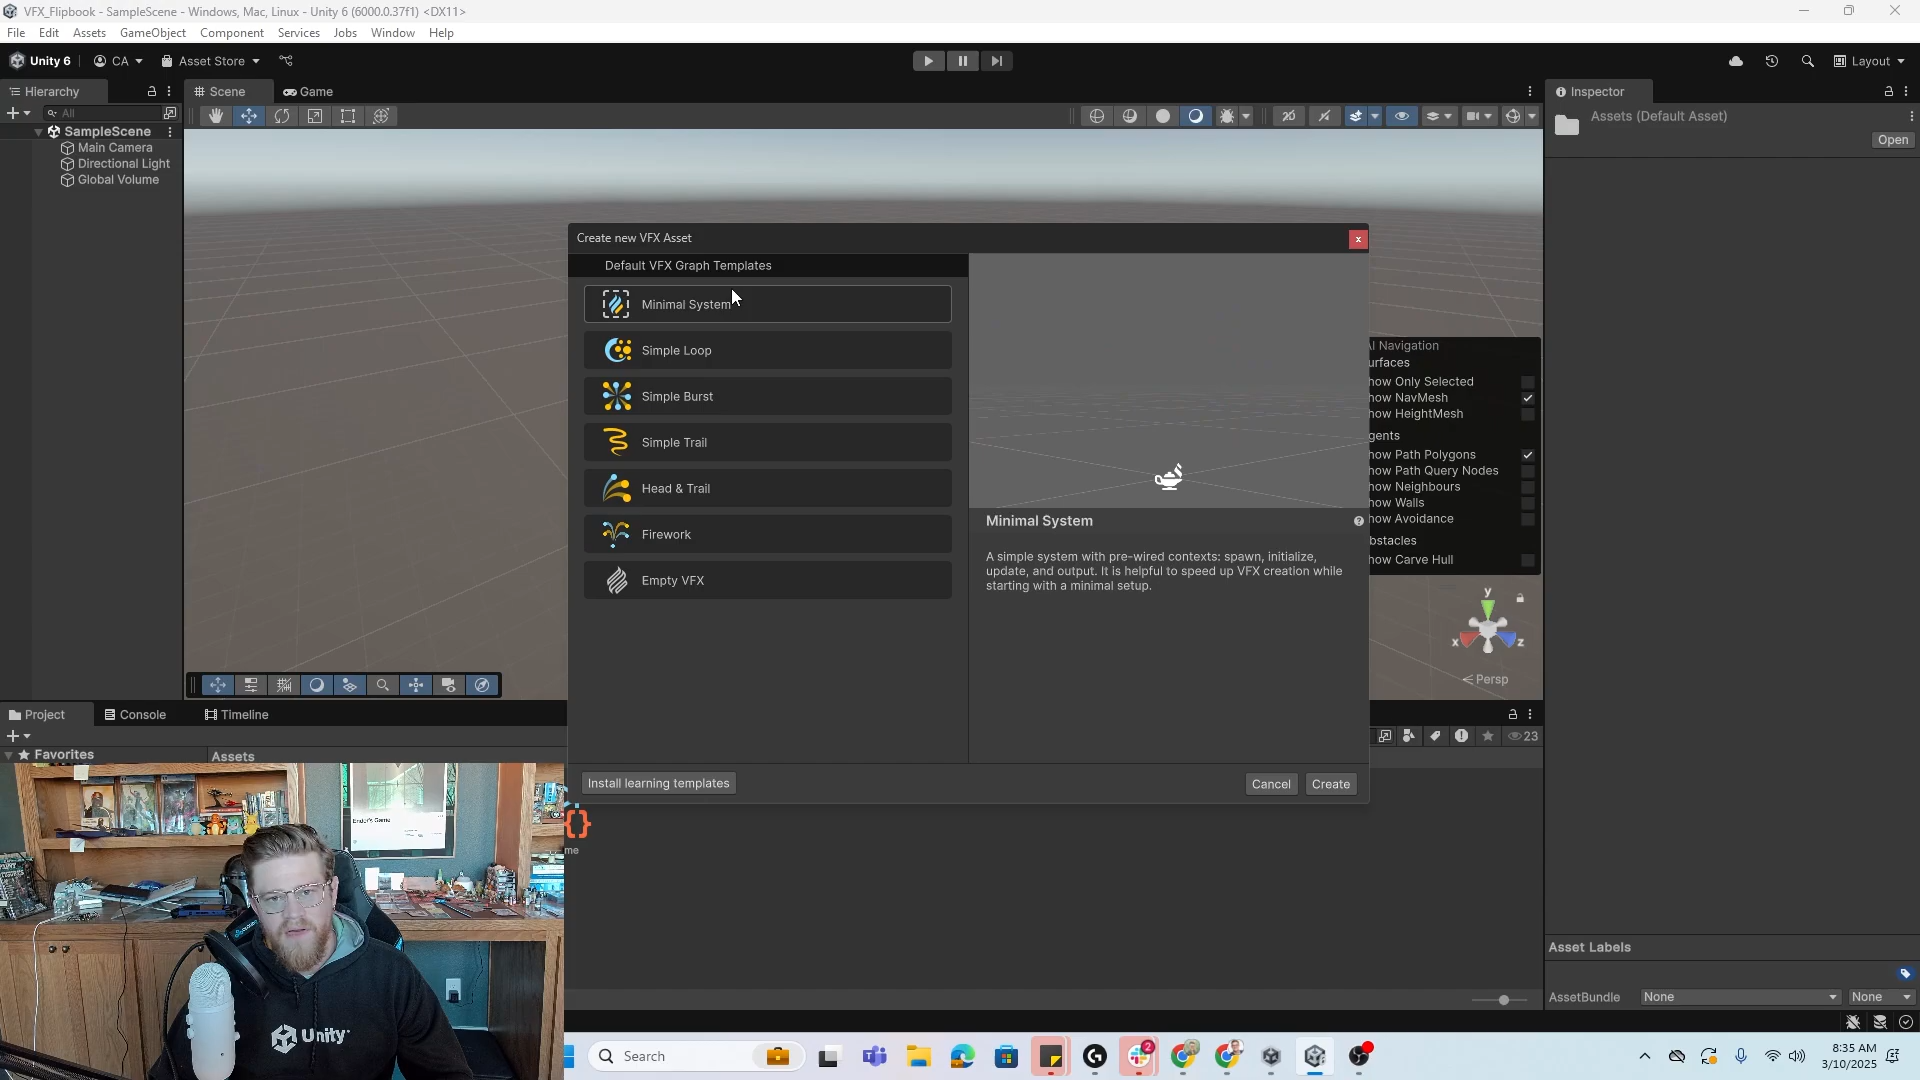 VFX_Flipbook - SampleScene - Windows, Mac, Linux - Unity 6 (6000.0.37f1) <DX11>
File Edit Assets GameObject Component Services Jobs Window Help
Unity 6 CA Asset Store Layout
Hierarchy Scene Game Inspector
All
Assets (Default Asset)
Open
SampleScene
Main Camera
Directional Light
Global Volume
Create new VFX Asset
x
Default VFX Graph Templates
Minimal System
Simple Loop
Simple Burst
Simple Trail
Head & Trail
Firework
Empty VFX
Minimal System
A simple system with pre-wired contexts: spawn, initialize,
update, and output. It is helpful to speed up VFX creation while
starting with a minimal setup.
Install learning templates Cancel Create
AI Navigation
urfaces
how Only Selected
how NavMesh
how HeightMesh
gents
how Path Polygons
how Path Query Nodes
how Neighbours
how Walls
how Avoidance
bstacles
how Carve Hull
y
x z
Persp
Project Console Timeline
23
Favorites Assets
me
Ender's Game
Unity
Asset Labels
AssetBundle None None
Search
2
8:35 AM
3/10/2025